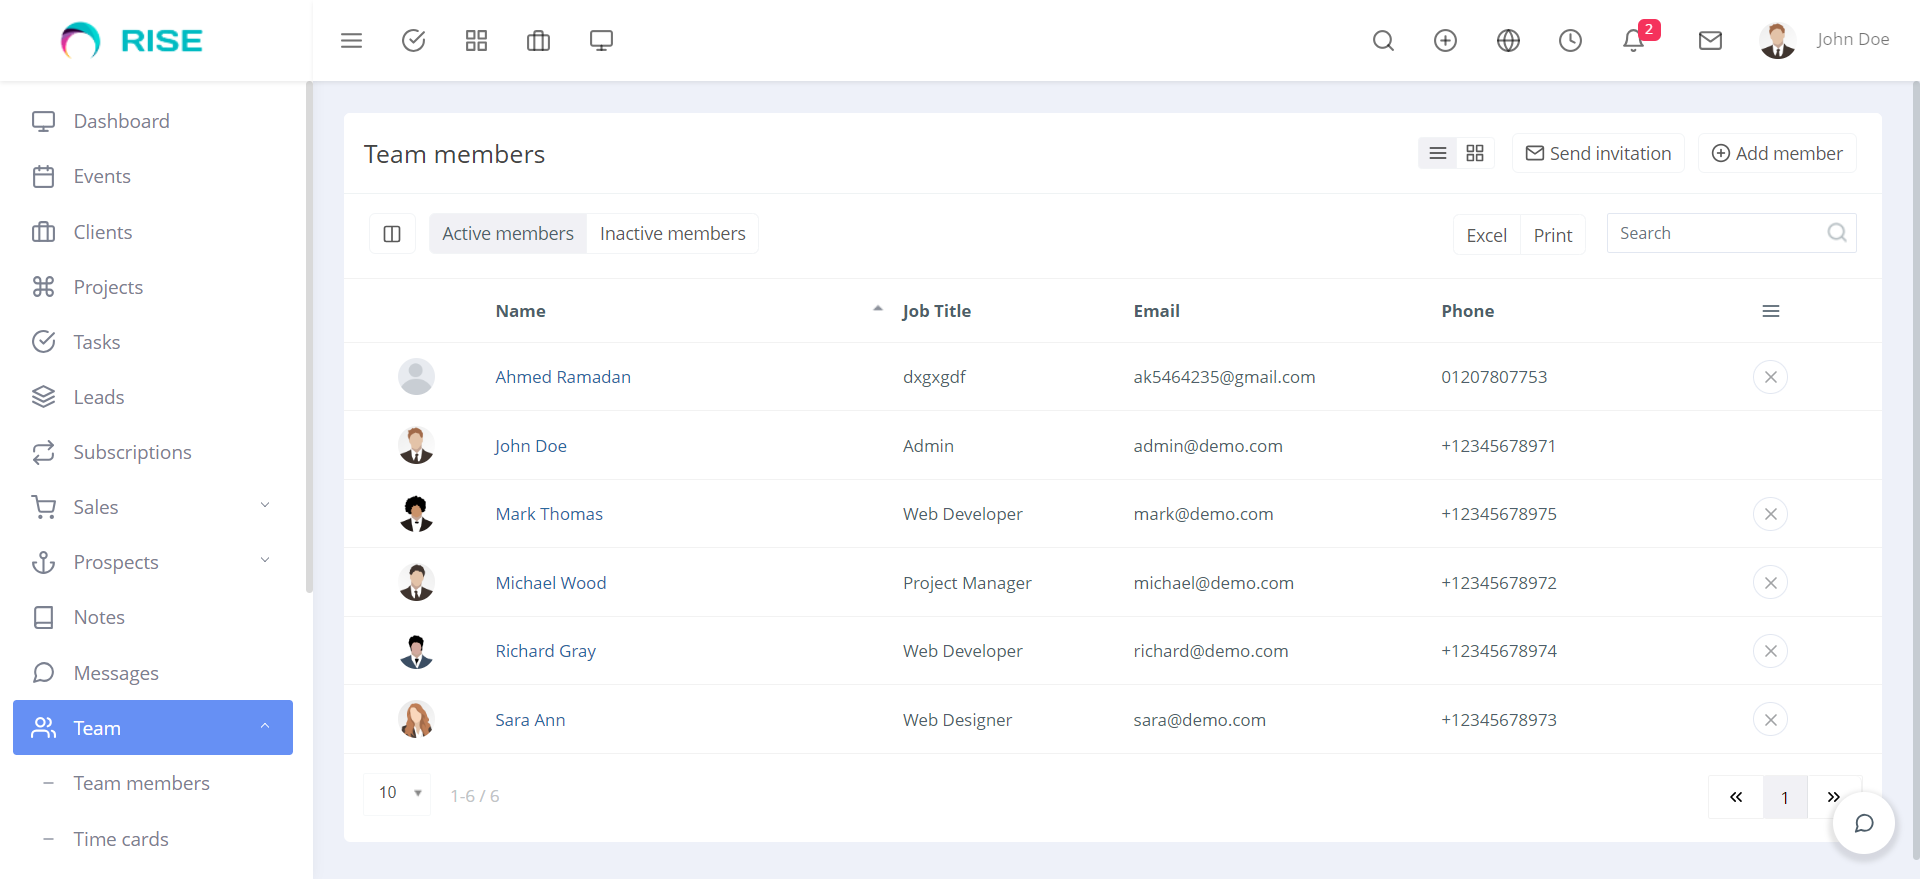 RISE
2
John Doe
Dashboard
Events
Clients
Projects
Tasks
Leads
Subscriptions
Sales
Prospects
Notes
Messages
Team
Team members
Time cards
Team members
Send invitation
Add member
Active members
Inactive members
Excel
Print
Search
Name
Job Title
Email
Phone
Ahmed Ramadan
dxgxgdf
ak5464235@gmail.com
01207807753
John Doe
Admin
admin@demo.com
+12345678971
Mark Thomas
Web Developer
mark@demo.com
+12345678975
Michael Wood
Project Manager
michael@demo.com
+12345678972
Richard Gray
Web Developer
richard@demo.com
+12345678974
Sara Ann
Web Designer
sara@demo.com
+12345678973
10
1-6 / 6
«
1
»